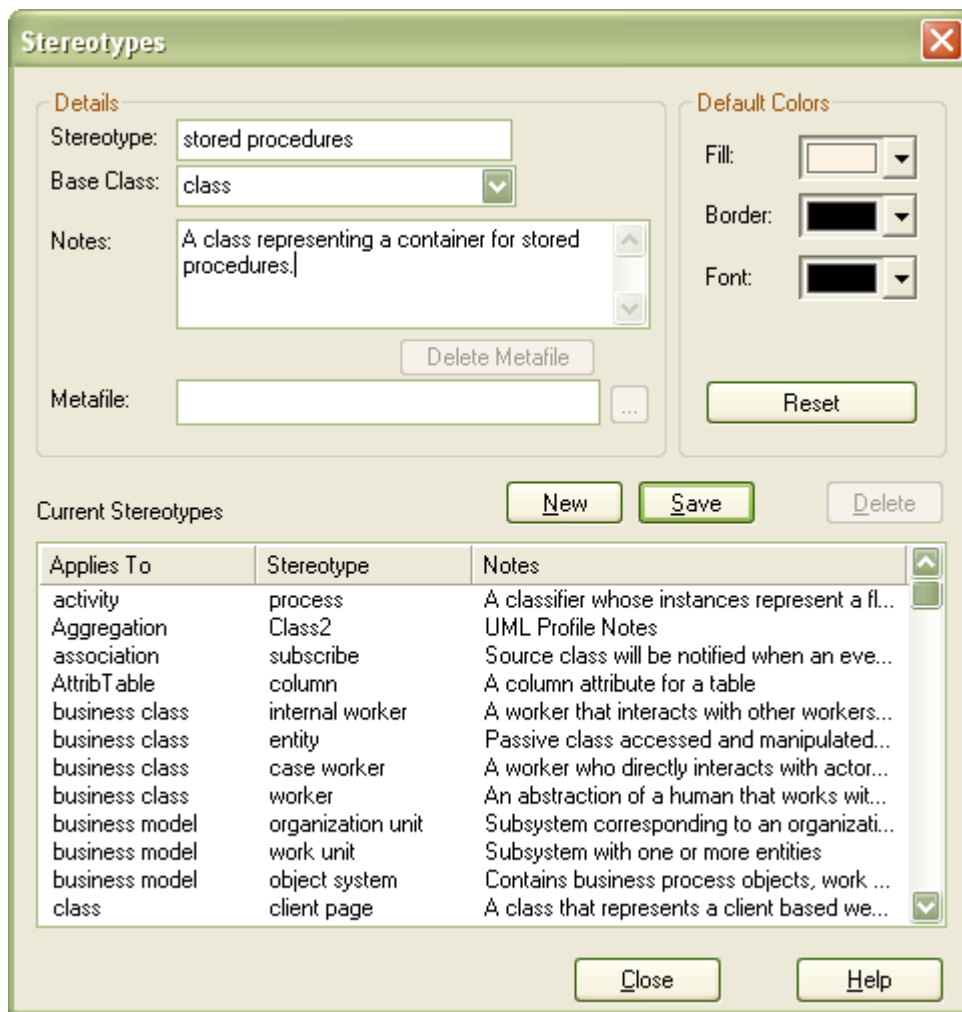 Stereotypes
Details
Stereotype: stored procedures
Base Class: class
Notes: A class representing a container for stored
procedures.
Delete Metafile
Metafile: ...
Default Colors
Fill:
Border:
Font:
Reset
Current Stereotypes New Save Delete
Applies To Stereotype Notes
activity process A classifier whose instances represent a fl...
Aggregation Class2 UML Profile Notes
association subscribe Source class will be notified when an eve...
AttribTable column A column attribute for a table
business class internal worker A worker that interacts with other workers...
business class entity Passive class accessed and manipulated...
business class case worker A worker who directly interacts with actor...
business class worker An abstraction of a human that works wit...
business model organization unit Subsystem corresponding to an organizati...
business model work unit Subsystem with one or more entities
business model object system Contains business process objects, work ...
class client page A class that represents a client based we...
Close Help